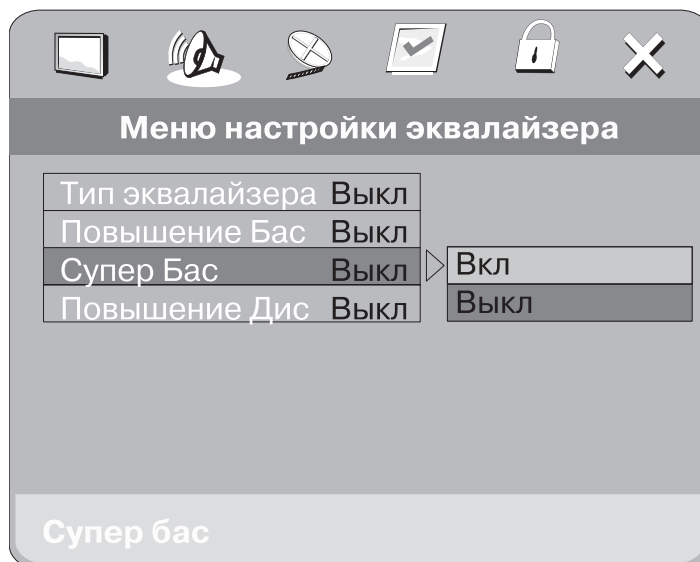 Меню настройки эквалайзера
Тип эквалайзера Выкл
Повышение Бас Выкл
Супер Бас Выкл Вкл
Повышение Дис Выкл Выкл
Супер бас